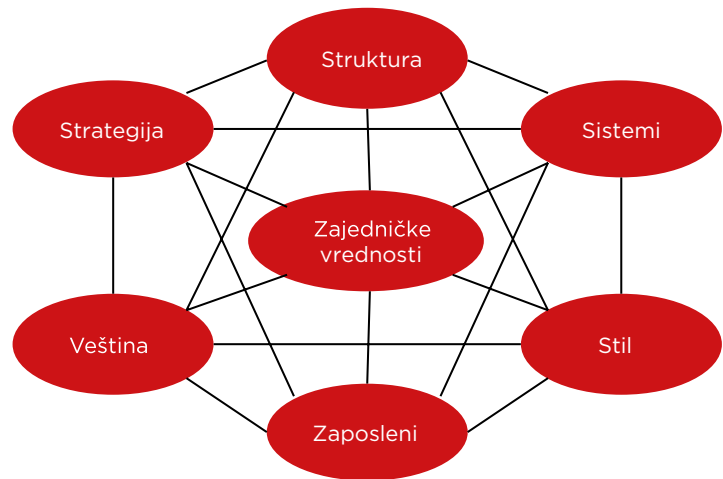 Struktura
Strategija
Sistemi
Zajedničke
vrednosti
Veština
Stil
Zaposleni